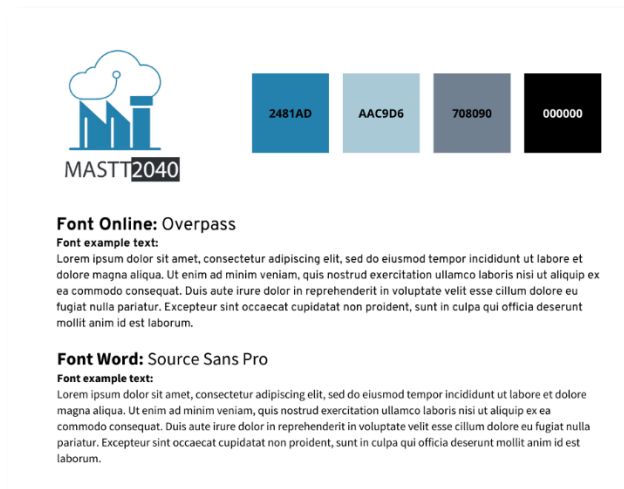 MASTT2040
2481AD
AAC9D6
708090
000000
Font Online: Overpass
Font example text:
Lorem ipsum dolor sit amet, consectetur adipiscing elit, sed do eiusmod tempor incididunt ut labore et
dolore magna aliqua. Ut enim ad minim veniam, quis nostrud exercitation ullamco laboris nisi ut aliquip ex
ea commodo consequat. Duis aute irure dolor in reprehenderit in voluptate velit esse cillum dolore eu
fugiat nulla pariatur. Excepteur sint occaecat cupidatat non proident, sunt in culpa qui officia deserunt
mollit anim id est laborum.
Font Word: Source Sans Pro
Font example text:
Lorem ipsum dolor sit amet, consectetur adipiscing elit, sed do eiusmod tempor incididunt ut labore et dolore
magna aliqua. Ut enim ad minim veniam, quis nostrud exercitation ullamco laboris nisi ut aliquip ex ea
commodo consequat. Duis aute irure dolor in reprehenderit in voluptate velit esse cillum dolore eu fugiat nulla
pariatur. Excepteur sint occaecat cupidatat non proident, sunt in culpa qui officia deserunt mollit anim id est
laborum.